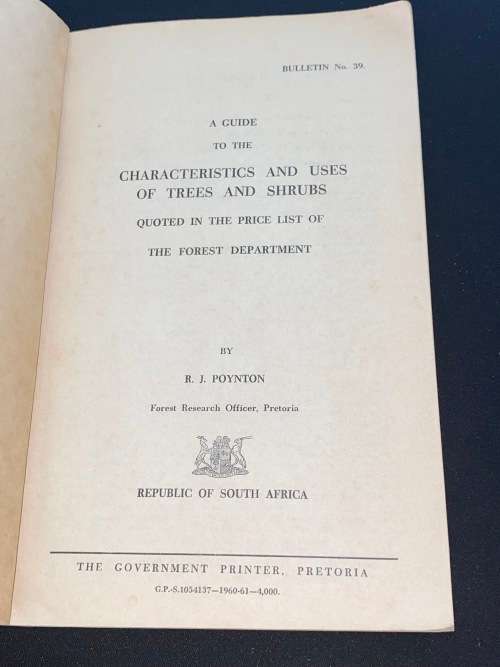 BULLETIN No. 39.
A GUIDE
TO THE
CHARACTERISTICS AND USES
OF TREES AND SHRUBS
QUOTED IN THE PRICE LIST OF
THE FOREST DEPARTMENT
BY
R. J. POYNTON
Forest Research Officer, Pretoria
REPUBLIC OF SOUTH AFRICA
THE GOVERNMENT PRINTER, PRETORIA
G.P.-S.1054137—1960-61—4,000.